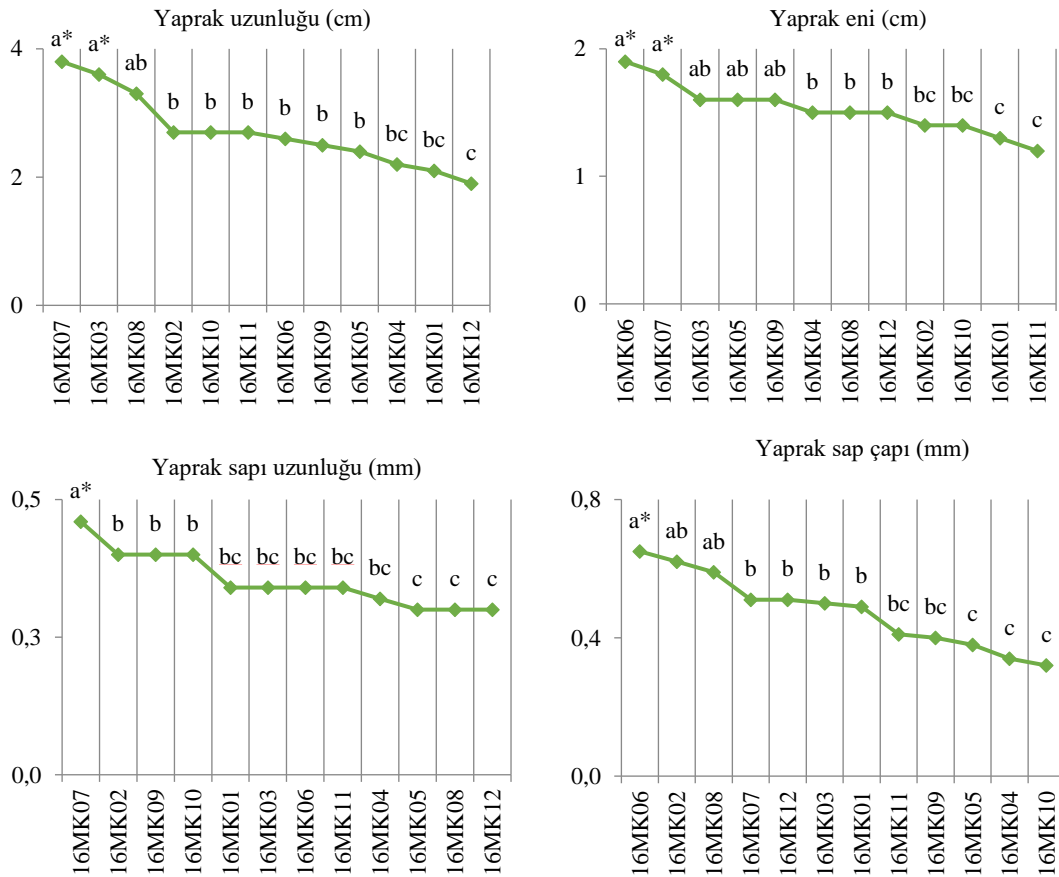 Yaprak uzunluğu (cm)
4
2
0
a* a* ab b b b b b b bc bc c
16MK07 16MK03 16MK08 16MK02 16MK10 16MK11 16MK06 16MK09 16MK05 16MK04 16MK01 16MK12
Yaprak eni (cm)
2
1
0
a* a* ab ab ab b b b bc bc c c
16MK06 16MK07 16MK03 16MK05 16MK09 16MK04 16MK08 16MK12 16MK02 16MK10 16MK01 16MK11
Yaprak sapı uzunluğu (mm)
0,5
0,3
0,0
a* b b b bc bc bc bc bc c c c
16MK07 16MK02 16MK09 16MK10 16MK01 16MK03 16MK06 16MK11 16MK04 16MK05 16MK08 16MK12
Yaprak sap çapı (mm)
0,8
0,4
0,0
a* ab ab b b b b bc bc c c c
16MK06 16MK02 16MK08 16MK07 16MK12 16MK03 16MK01 16MK11 16MK09 16MK05 16MK04 16MK10